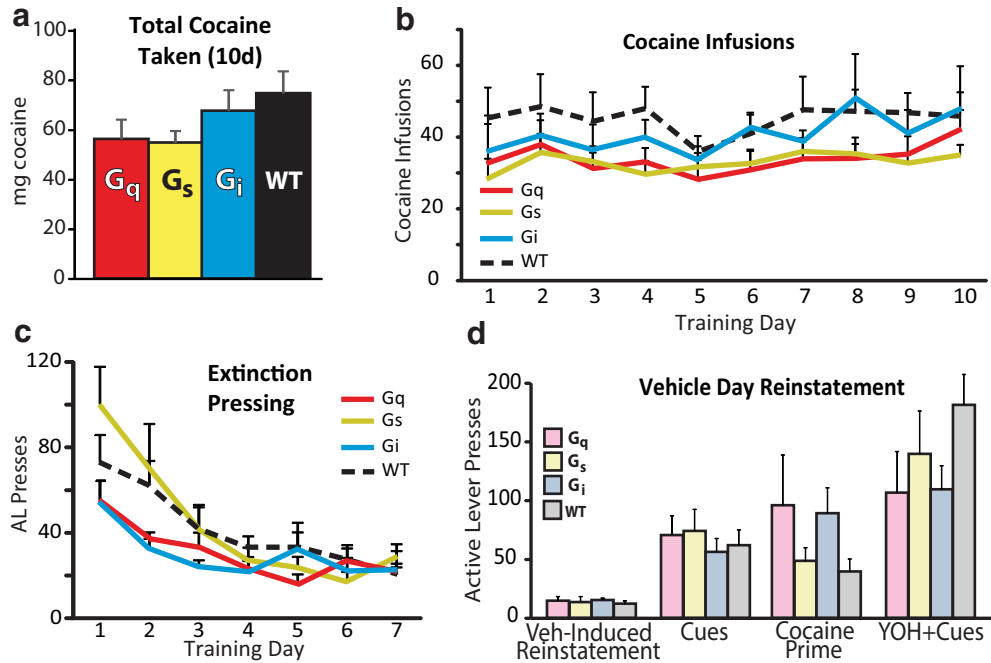 a
Total Cocaine
Taken (10d)
mg cocaine
100
80
60
40
20
0
Gq
Gs
Gi
WT
b
Cocaine Infusions
Cocaine Infusions
60
40
20
0
Gq
Gs
Gi
WT
1 2 3 4 5 6 7 8 9 10
Training Day
c
Extinction
Pressing
AL Presses
120
80
40
0
Gq
Gs
Gi
WT
1 2 3 4 5 6 7
Training Day
d
Vehicle Day Reinstatement
Active Lever Presses
200
150
100
50
0
Gq
Gs
Gi
WT
Veh-Induced
Reinstatement
Cues
Cocaine
Prime
YOH+Cues